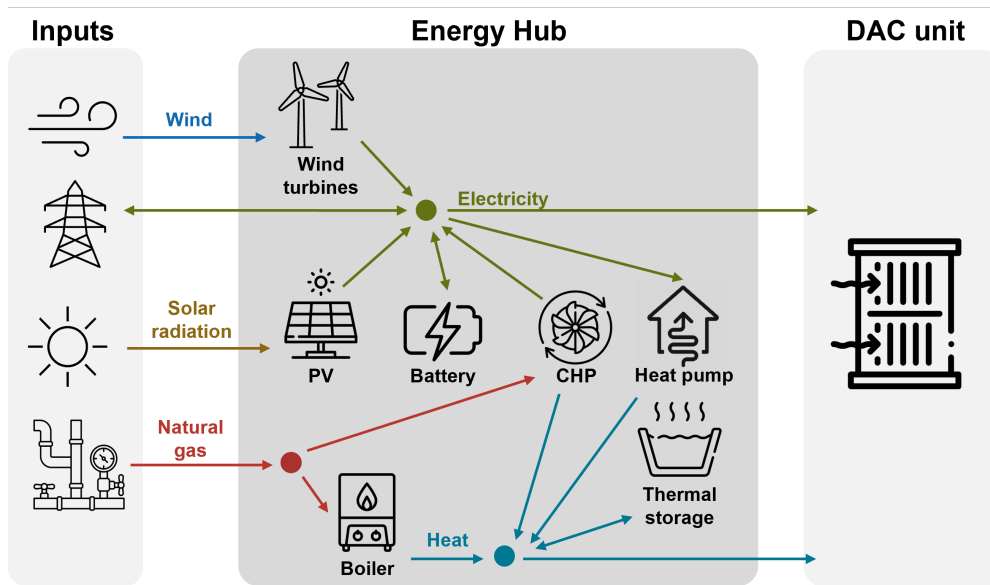 Inputs
Energy Hub
DAC unit
Wind
Wind
turbines
Electricity
Solar
radiation
PV
Battery
CHP
Heat pump
Natural
gas
Thermal
storage
Heat
Boiler